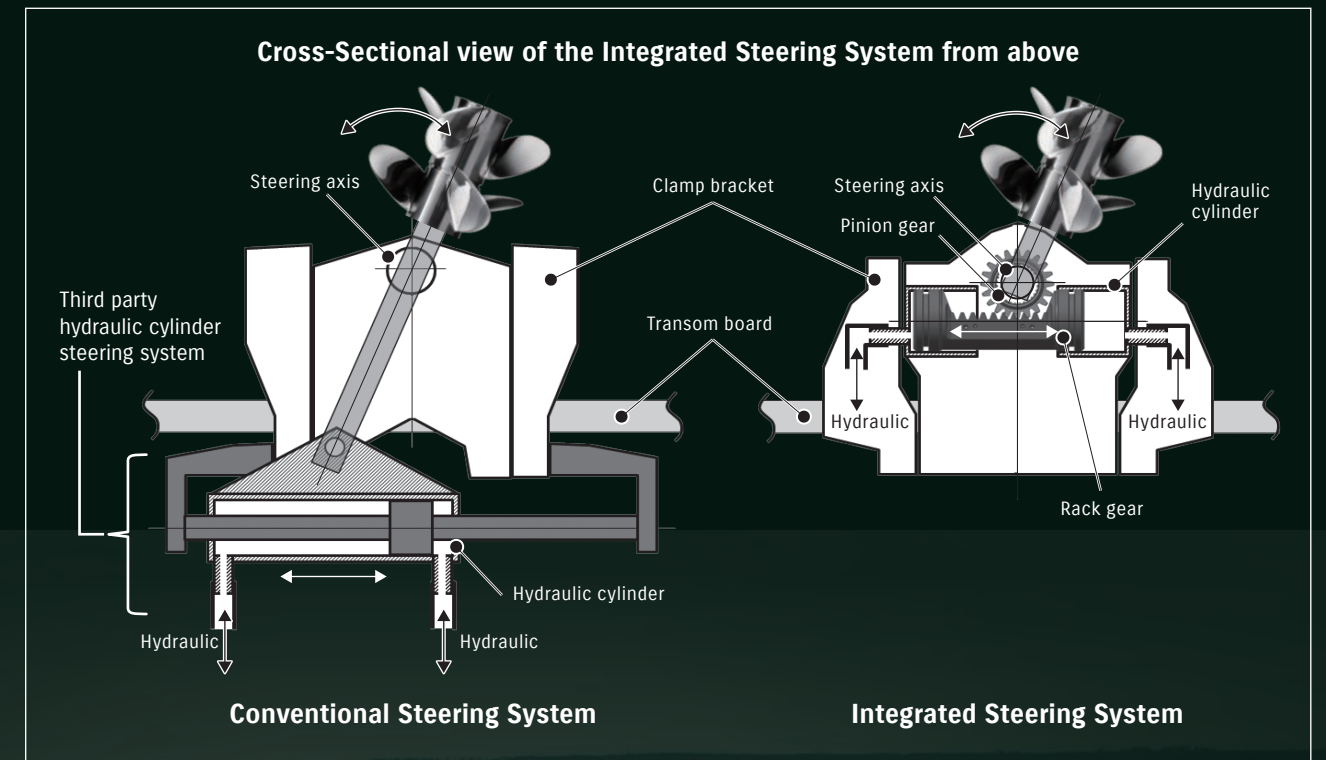 Cross-Sectional view of the Integrated Steering System from above
Steering axis
Clamp bracket
Steering axis
Hydraulic
cylinder
Pinion gear
Third party
hydraulic cylinder
steering system
Transom board
Hydraulic
Hydraulic
Rack gear
Hydraulic cylinder
Hydraulic
Hydraulic
Conventional Steering System
Integrated Steering System